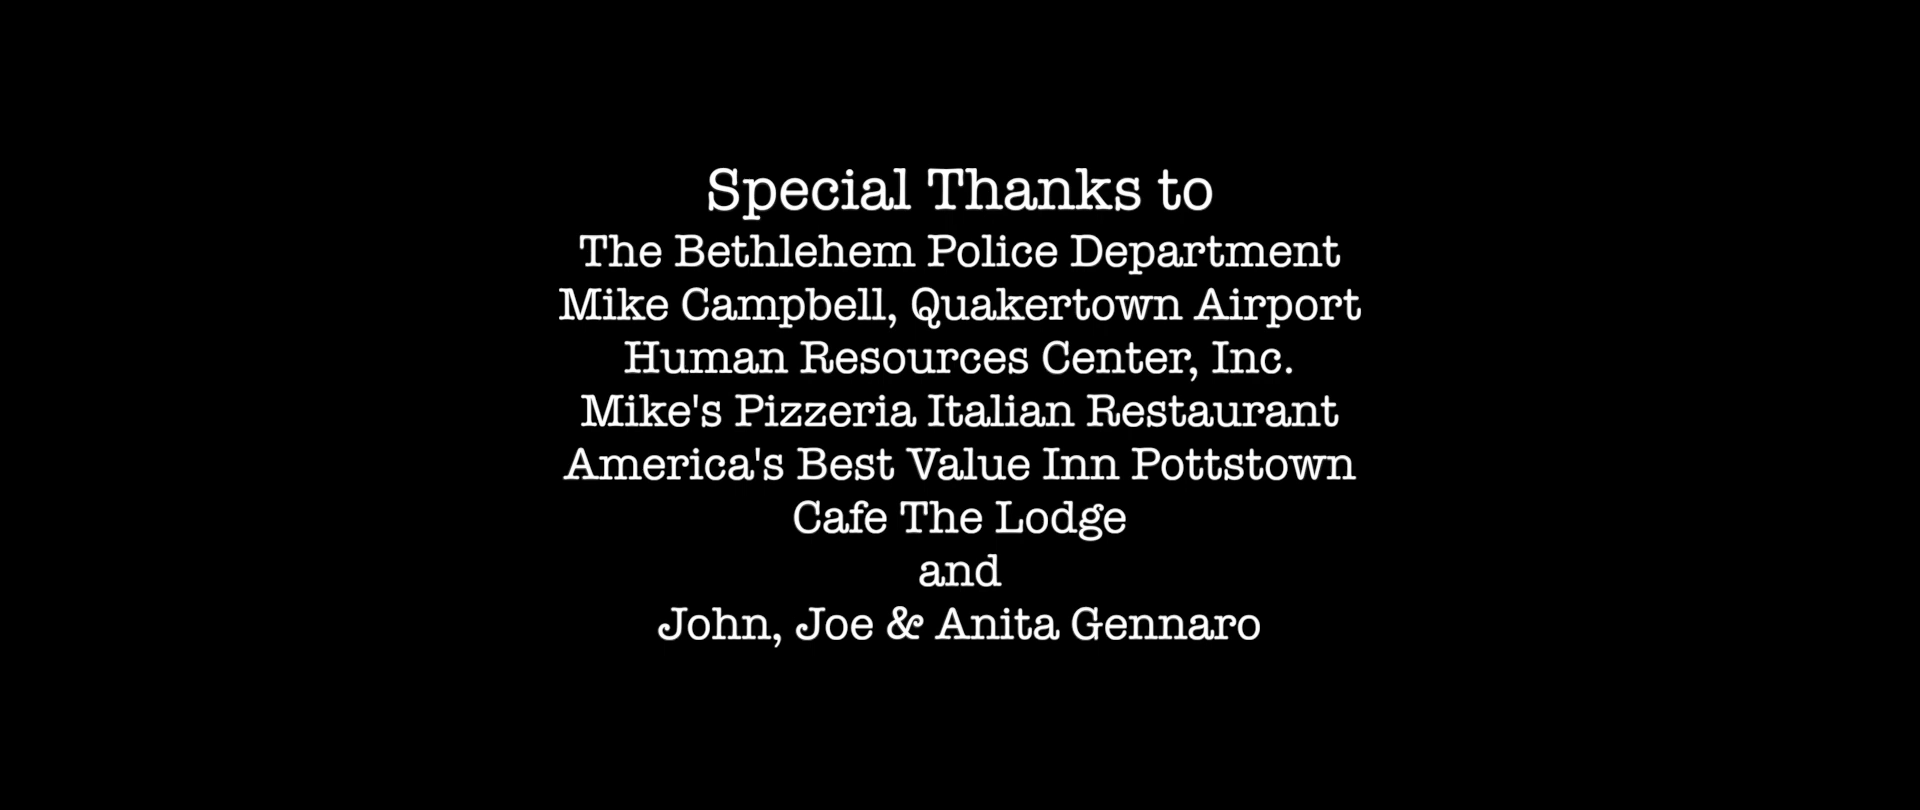 Special Thanks to
The Bethlehem Police Department
Mike Campbell, Quakertown Airport
Human Resources Center, Inc.
Mike's Pizzeria Italian Restaurant
America's Best Value Inn Pottstown
Cafe The Lodge
and
John, Joe & Anita Gennaro